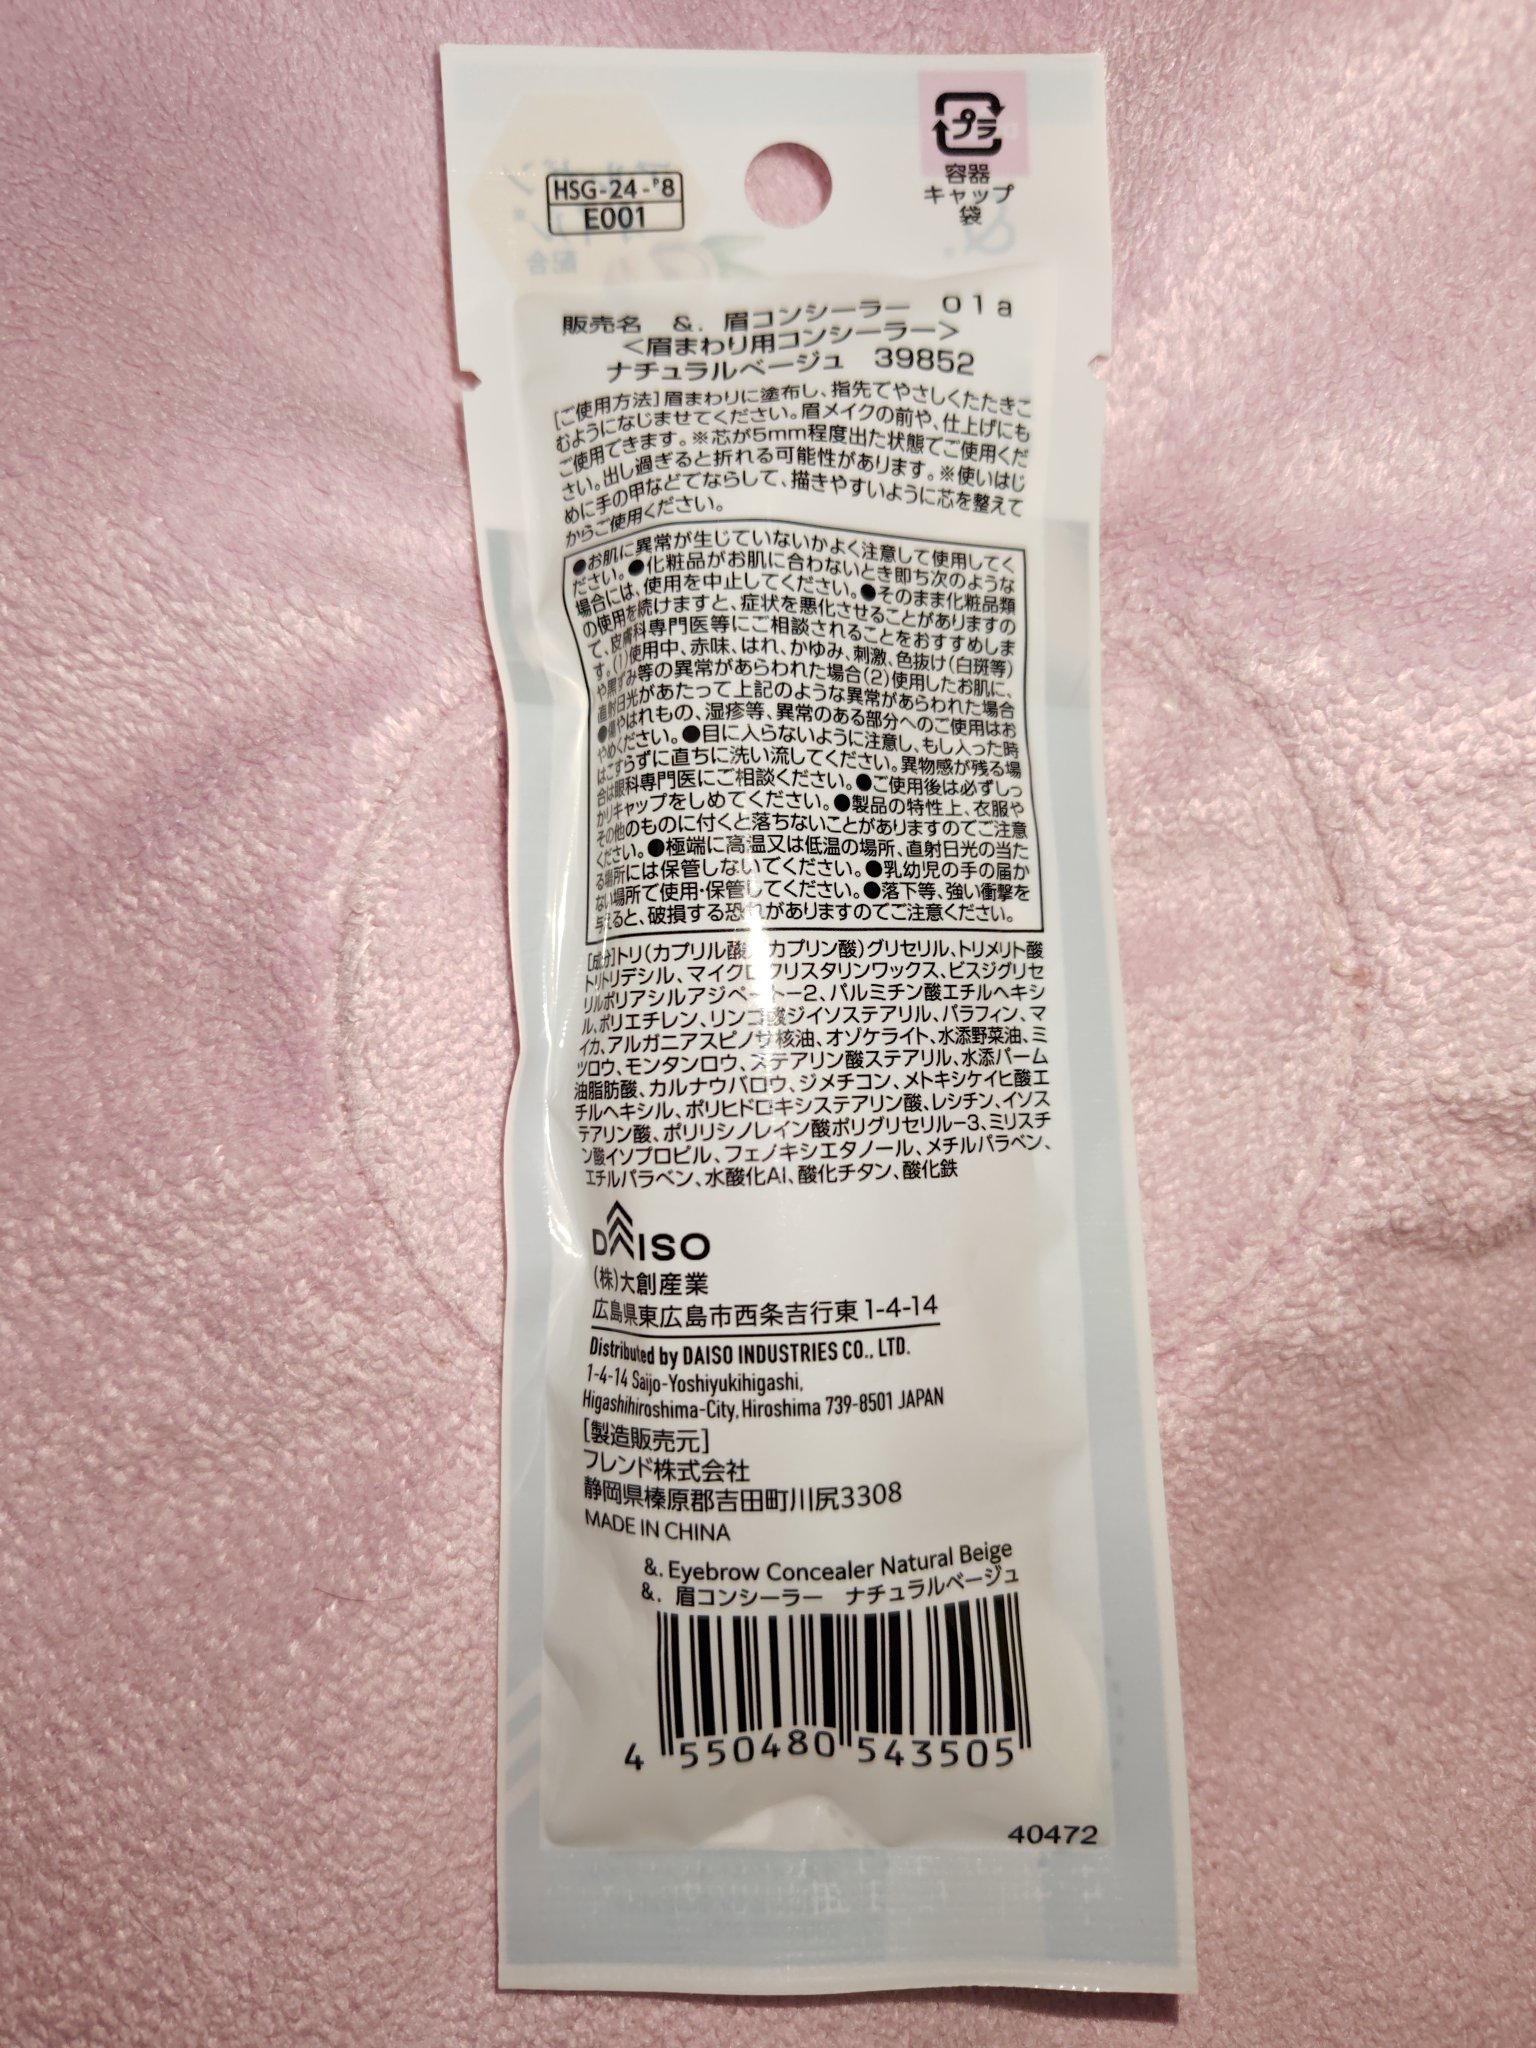 HSG-24-P8
E001
プラ
容器
キャップ
袋
販売名 &. 眉コンシーラー 01a
<眉まわり用コンシーラー>
ナチュラルベージュ 39852
[ご使用方法]眉まわりに塗布し、指先でやさしくたたきこ
むようになじませてください。眉メイクの前や、仕上げにも
ご使用できます。※芯が5mm程度出た状態でご使用くだ
さい。出し過ぎると折れる可能性があります。※使いはじ
めに手の甲などでならして、描きやすいように芯を整えて
からご使用ください。
●お肌に異常が生じていないかよく注意して使用してく
ださい。●化粧品がお肌に合わないとき即ち次のような
場合には、使用を中止してください。●そのまま化粧品類
の使用を続けますと、症状を悪化させることがありますの
で、皮膚科専門医等にご相談されることをおすすめしま
す。(1)使用中、赤味、はれ、かゆみ、刺激、色抜け(白斑等)
や黒ずみ等の異常があらわれた場合(2)使用したお肌に、
直射日光があたって上記のような異常があらわれた場合
●傷やはれもの、湿疹等、異常のある部分へのご使用はお
やめください。●目に入らないように注意し、もし入った時
はこすらずに直ちに洗い流してください。異物感が残る場
合は眼科専門医にご相談ください。●ご使用後は必ずしっ
かりキャップをしめてください。●製品の特性上、衣服や
その他のものに付くと落ちないことがありますのでご注意
ください。●極端に高温又は低温の場所、直射日光の当た
る場所には保管しないでください。●乳幼児の手の届か
ない場所で使用・保管してください。●落下等、強い衝撃を
与えると、破損する恐れがありますのでご注意ください。
[成分]トリ(カプリル酸/カプリン酸)グリセリル、トリメリト酸
トリトリデシル、マイクロクリスタリンワックス、ビスジグリセ
リルポリアシルアジペート-2、パルミチン酸エチルヘキシ
ル、ポリエチレン、リンゴ酸ジイソステアリル、パラフィン、マ
イカ、アルガニアスピノサ核油、オゾケライト、水添野菜油、ミ
ツロウ、モンタンロウ、ステアリン酸ステアリル、水添パーム
油脂肪酸、カルナウバロウ、ジメチコン、メトキシケイヒ酸エ
チルヘキシル、ポリヒドロキシステアリン酸、レシチン、イソス
テアリン酸、ポリリシノレイン酸ポリグリセリル-3、ミリスチ
ン酸イソプロピル、フェノキシエタノール、メチルパラベン、
エチルパラベン、水酸化Al、酸化チタン、酸化鉄
DAISO
(株)大創産業
広島県東広島市西条吉行東1-4-14
Distributed by DAISO INDUSTRIES CO., LTD.
1-4-14 Saijo-Yoshiyukihigashi,
Higashihiroshima-City, Hiroshima 739-8501 JAPAN
[製造販売元]
フレンド株式会社
静岡県榛原郡吉田町川尻3308
MADE IN CHINA
&. Eyebrow Concealer Natural Beige
&. 眉コンシーラー ナチュラルベージュ
4 550480 543505
40472